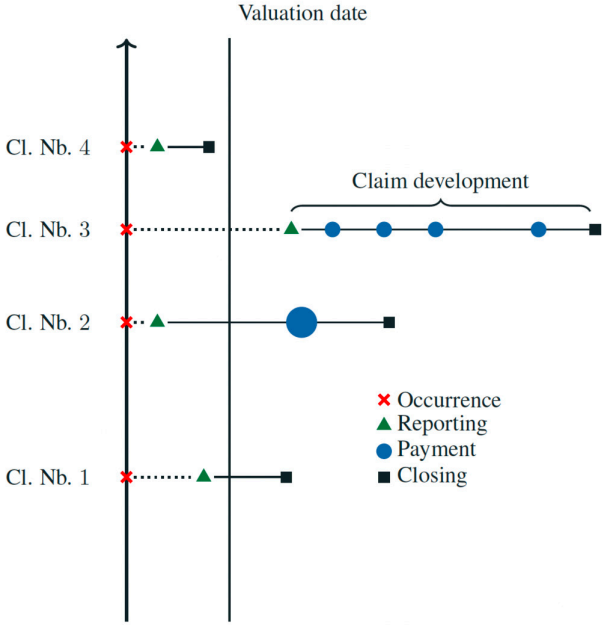 Valuation date
Cl. Nb. 4
Claim development
Cl. Nb. 3
Cl. Nb. 2
Occurrence
Reporting
Payment
Cl. Nb. 1
Closing